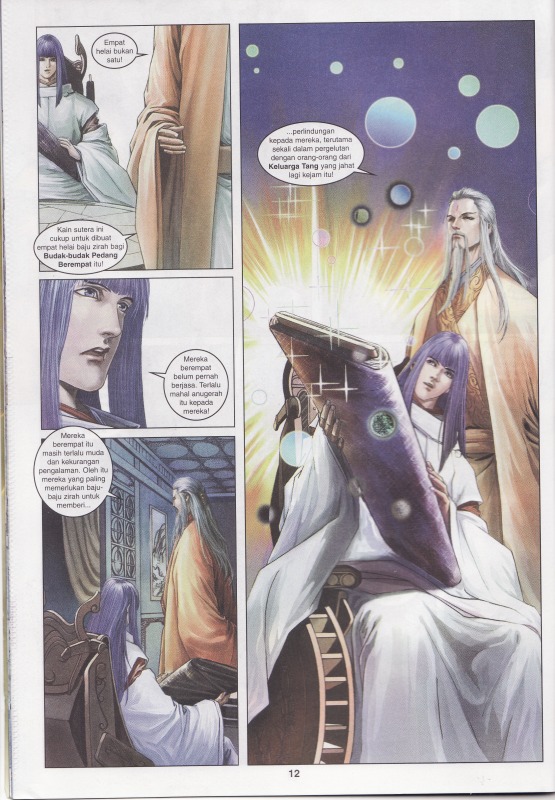 Empat
helai bukan
satu!
Kain sutera ini
cukup untuk dibuat
empat helai baju zirah bagi
Budak-budak Pedang
Berempat itu!
Mereka
berempat
belum pernah
berjasa. Terlalu
mahal anugerah
itu kepada
mereka!
Mereka
berempat itu
masih terlalu muda
dan kekurangan
pengalaman. Oleh itu
mereka yang paling
memerlukan baju-
baju zirah untuk
memberi...
...perlindungan
kepada mereka, terutama
sekali dalam pergelutan
dengan orang-orang dari
Keluarga Tang yang jahat
lagi kejam itu!
12